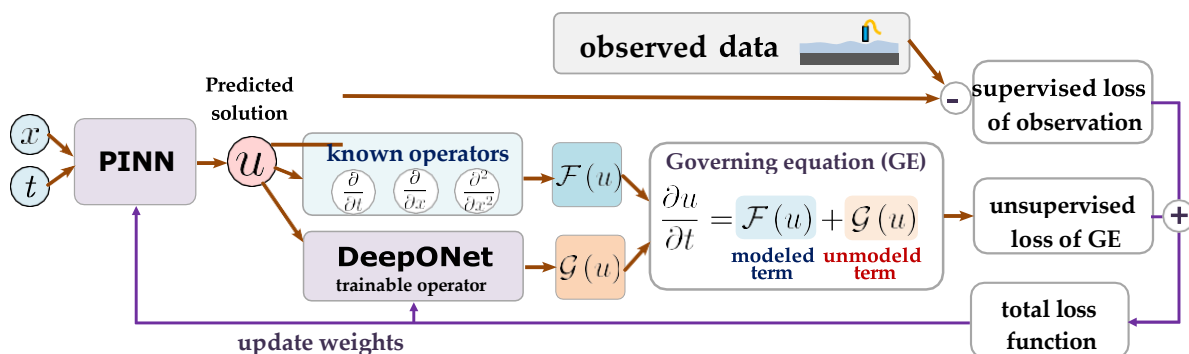 observed data
Predicted
solution
x
t
PINN
u
known operators
∂/∂t ∂/∂x ∂²/∂x²
DeepONet
trainable operator
F(u)
G(u)
Governing equation (GE)
∂u/∂t = F(u) + G(u)
modeled
term
unmodeld
term
-
supervised loss
of observation
unsupervised
loss of GE
+
total loss
function
update weights